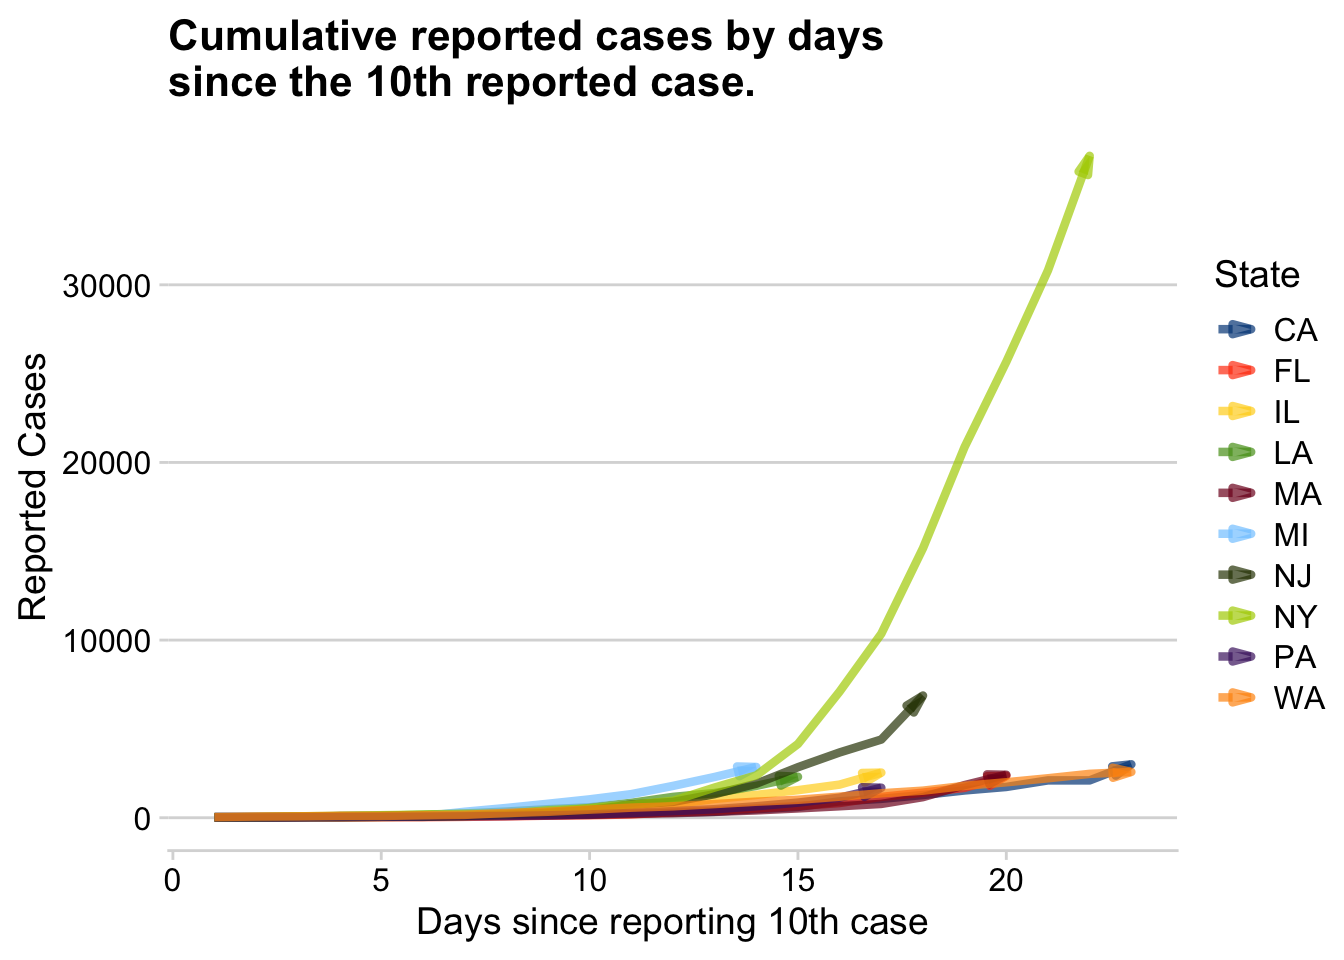 Cumulative reported cases by days
since the 10th reported case.
30000
20000
10000
0
Reported Cases
0 5 10 15 20
Days since reporting 10th case
State
CA
FL
IL
LA
MA
MI
NJ
NY
PA
WA